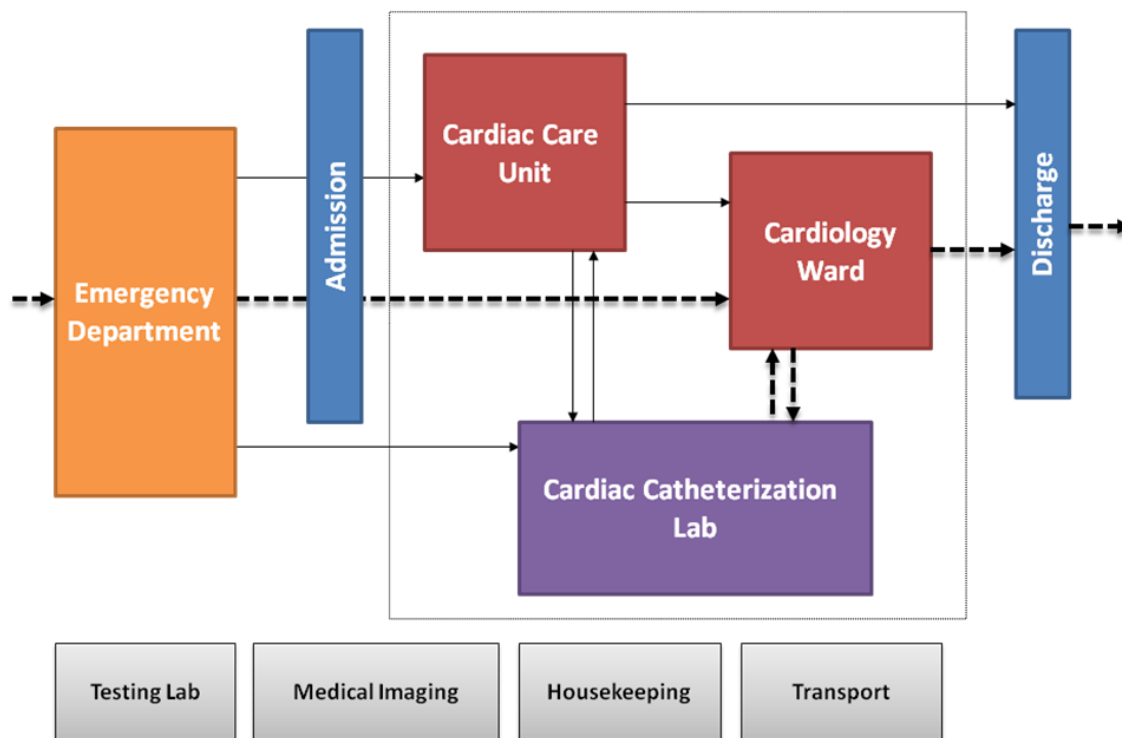 Emergency
Department
Admission
Cardiac Care
Unit
Cardiology
Ward
Discharge
Cardiac Catheterization
Lab
Testing Lab
Medical Imaging
Housekeeping
Transport